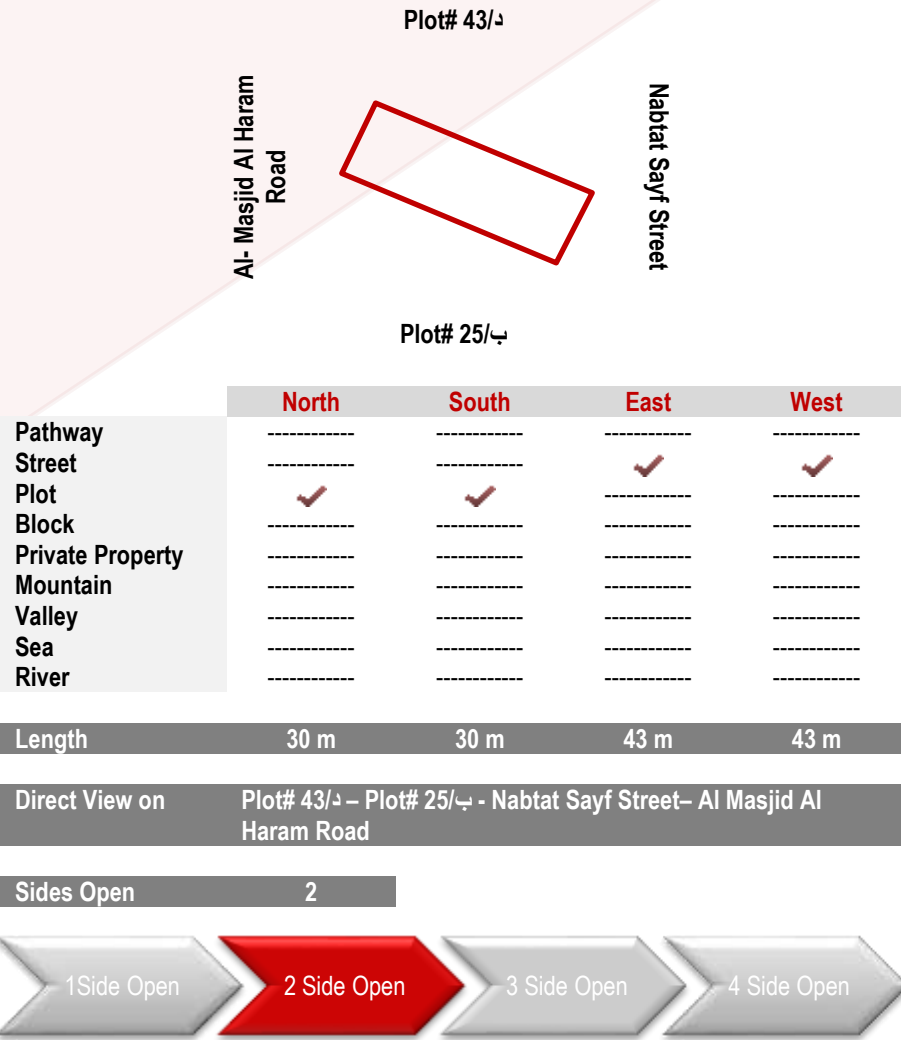 Plot# 43/د
Al- Masjid Al Haram
Road
Nabtat Sayf Street
Plot# 25/ب
North South East West
Pathway ------------ ------------ ------------ ------------
Street ------------ ------------ ✓ ✓
Plot ✓ ✓ ------------ ------------
Block ------------ ------------ ------------ ------------
Private Property ------------ ------------ ------------ ------------
Mountain ------------ ------------ ------------ ------------
Valley ------------ ------------ ------------ ------------
Sea ------------ ------------ ------------ ------------
River ------------ ------------ ------------ ------------
Length 30 m 30 m 43 m 43 m
Direct View on Plot# 43/د – Plot# 25/ب - Nabtat Sayf Street– Al Masjid Al
Haram Road
Sides Open 2
1Side Open 2 Side Open 3 Side Open 4 Side Open